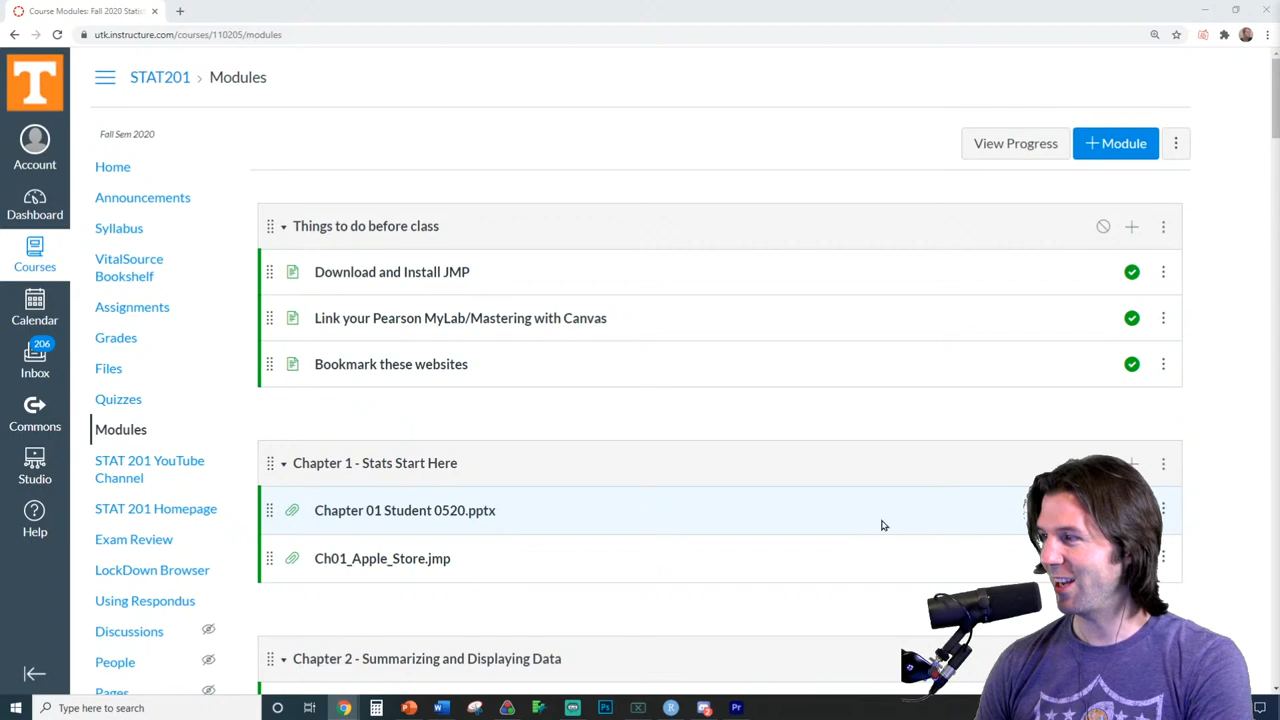 Course Modules: Fall 2020 Statis
utk.instructure.com/courses/110205/modules
STAT201 > Modules
Fall Sem 2020
View Progress
+ Module
T
Account
Dashboard
Courses
Calendar
206
Inbox
Commons
Studio
Help
Home
Announcements
Syllabus
VitalSource
Bookshelf
Assignments
Grades
Files
Quizzes
Modules
STAT 201 YouTube
Channel
STAT 201 Homepage
Exam Review
LockDown Browser
Using Respondus
Discussions
People
Pages
Things to do before class
Download and Install JMP
Link your Pearson MyLab/Mastering with Canvas
Bookmark these websites
Chapter 1 - Stats Start Here
Chapter 01 Student 0520.pptx
Ch01_Apple_Store.jmp
Chapter 2 - Summarizing and Displaying Data
NFL
Type here to search
W
Ps
R
Pr